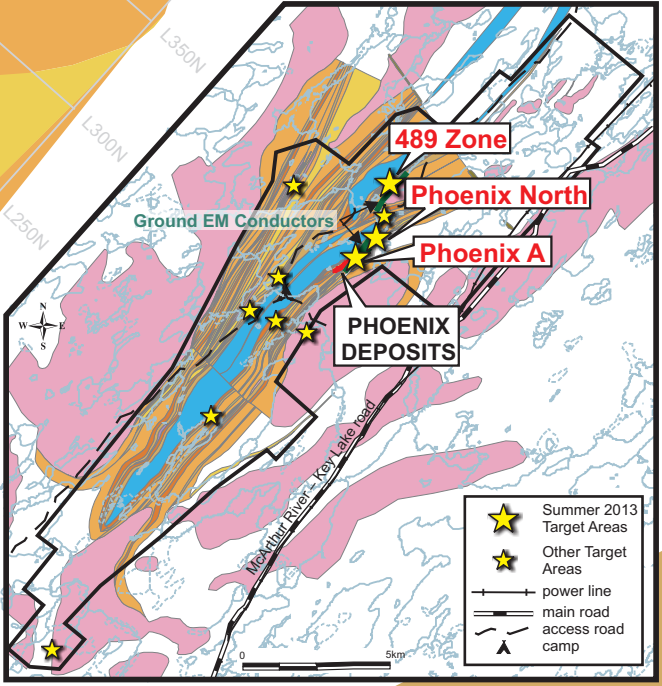 L350N
L300N
L250N
489 Zone
Phoenix North
Ground EM Conductors
Phoenix A
N
W E
S
PHOENIX
DEPOSITS
McArthur River - Key Lake road
Summer 2013
Target Areas
Other Target
Areas
power line
main road
access road
camp
0 5km